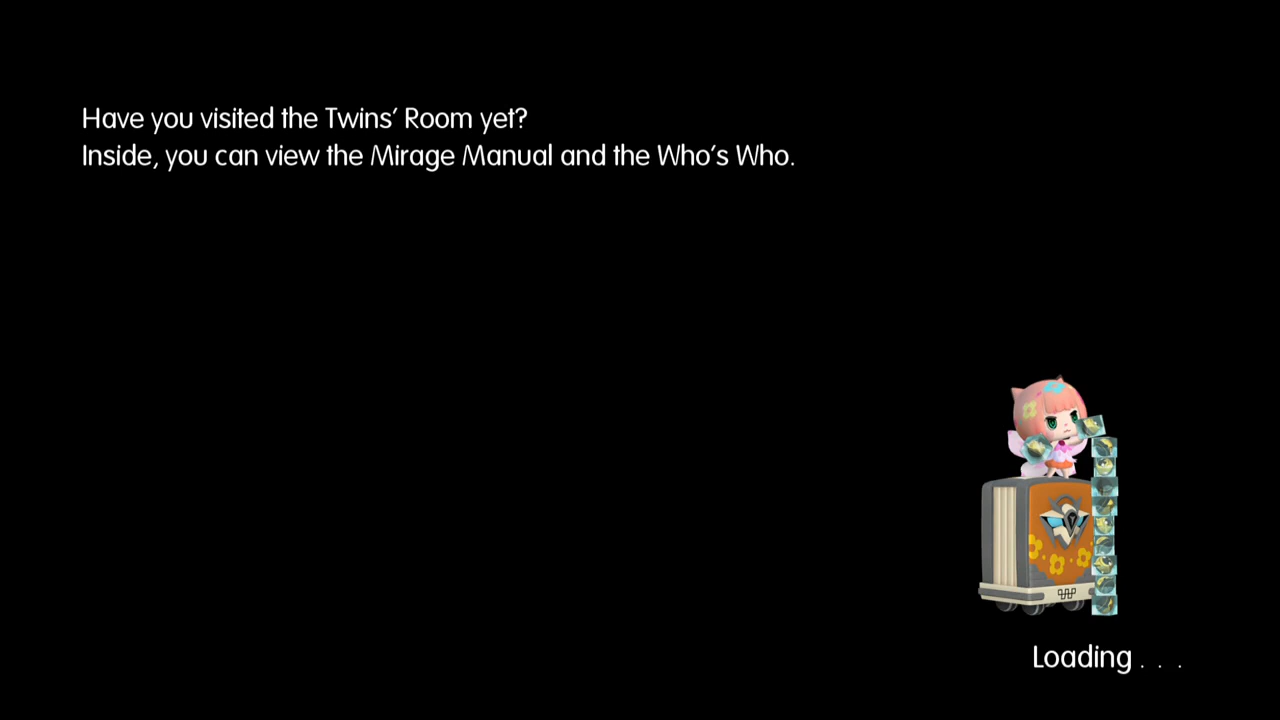 Have you visited the Twins' Room yet?
Inside, you can view the Mirage Manual and the Who's Who.
Loading . . .